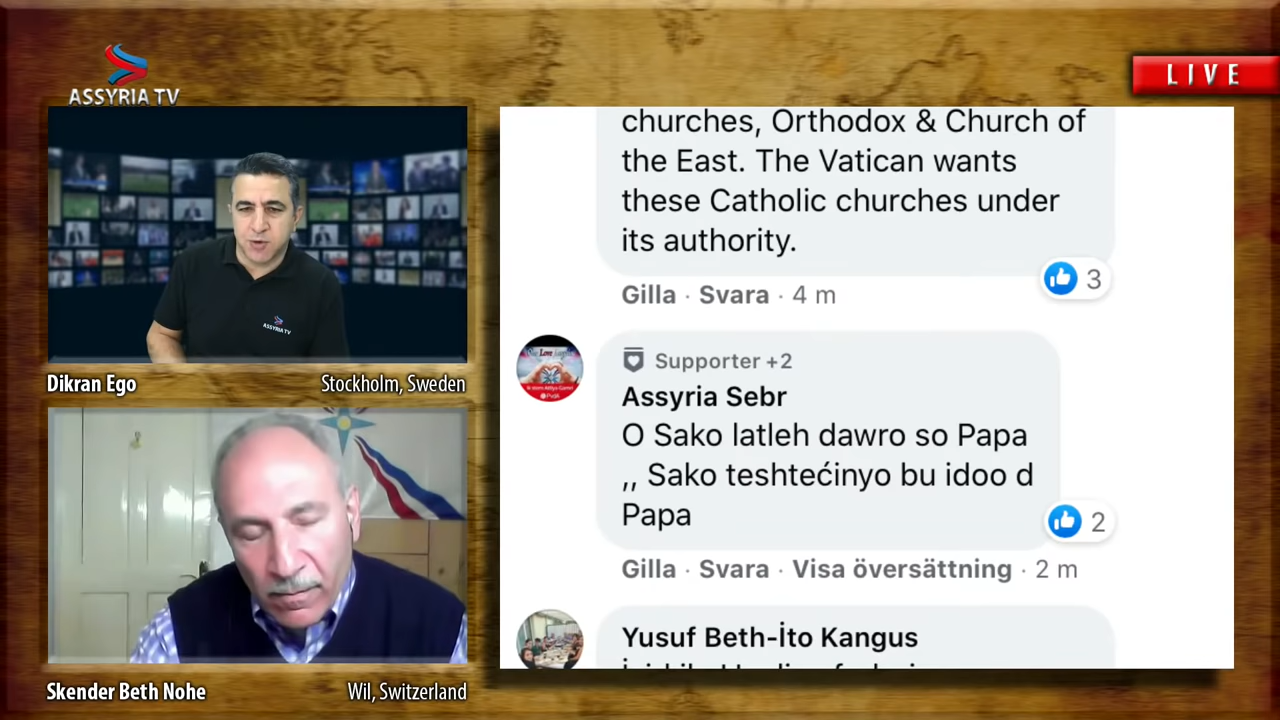 ASSYRIA TV
LIVE
ASSYRIA TV
Dikran Ego
Stockholm, Sweden
Skender Beth Nohe
Wil, Switzerland
churches, Orthodox & Church of
the East. The Vatican wants
these Catholic churches under
its authority.
3
Gilla · Svara · 4 m
Supporter +2
Assyria Sebr
O Sako latleh dawro so Papa
,, Sako teshtećinyo bu idoo d
Papa
2
Gilla · Svara · Visa översättning · 2 m
Yusuf Beth-İto Kangus